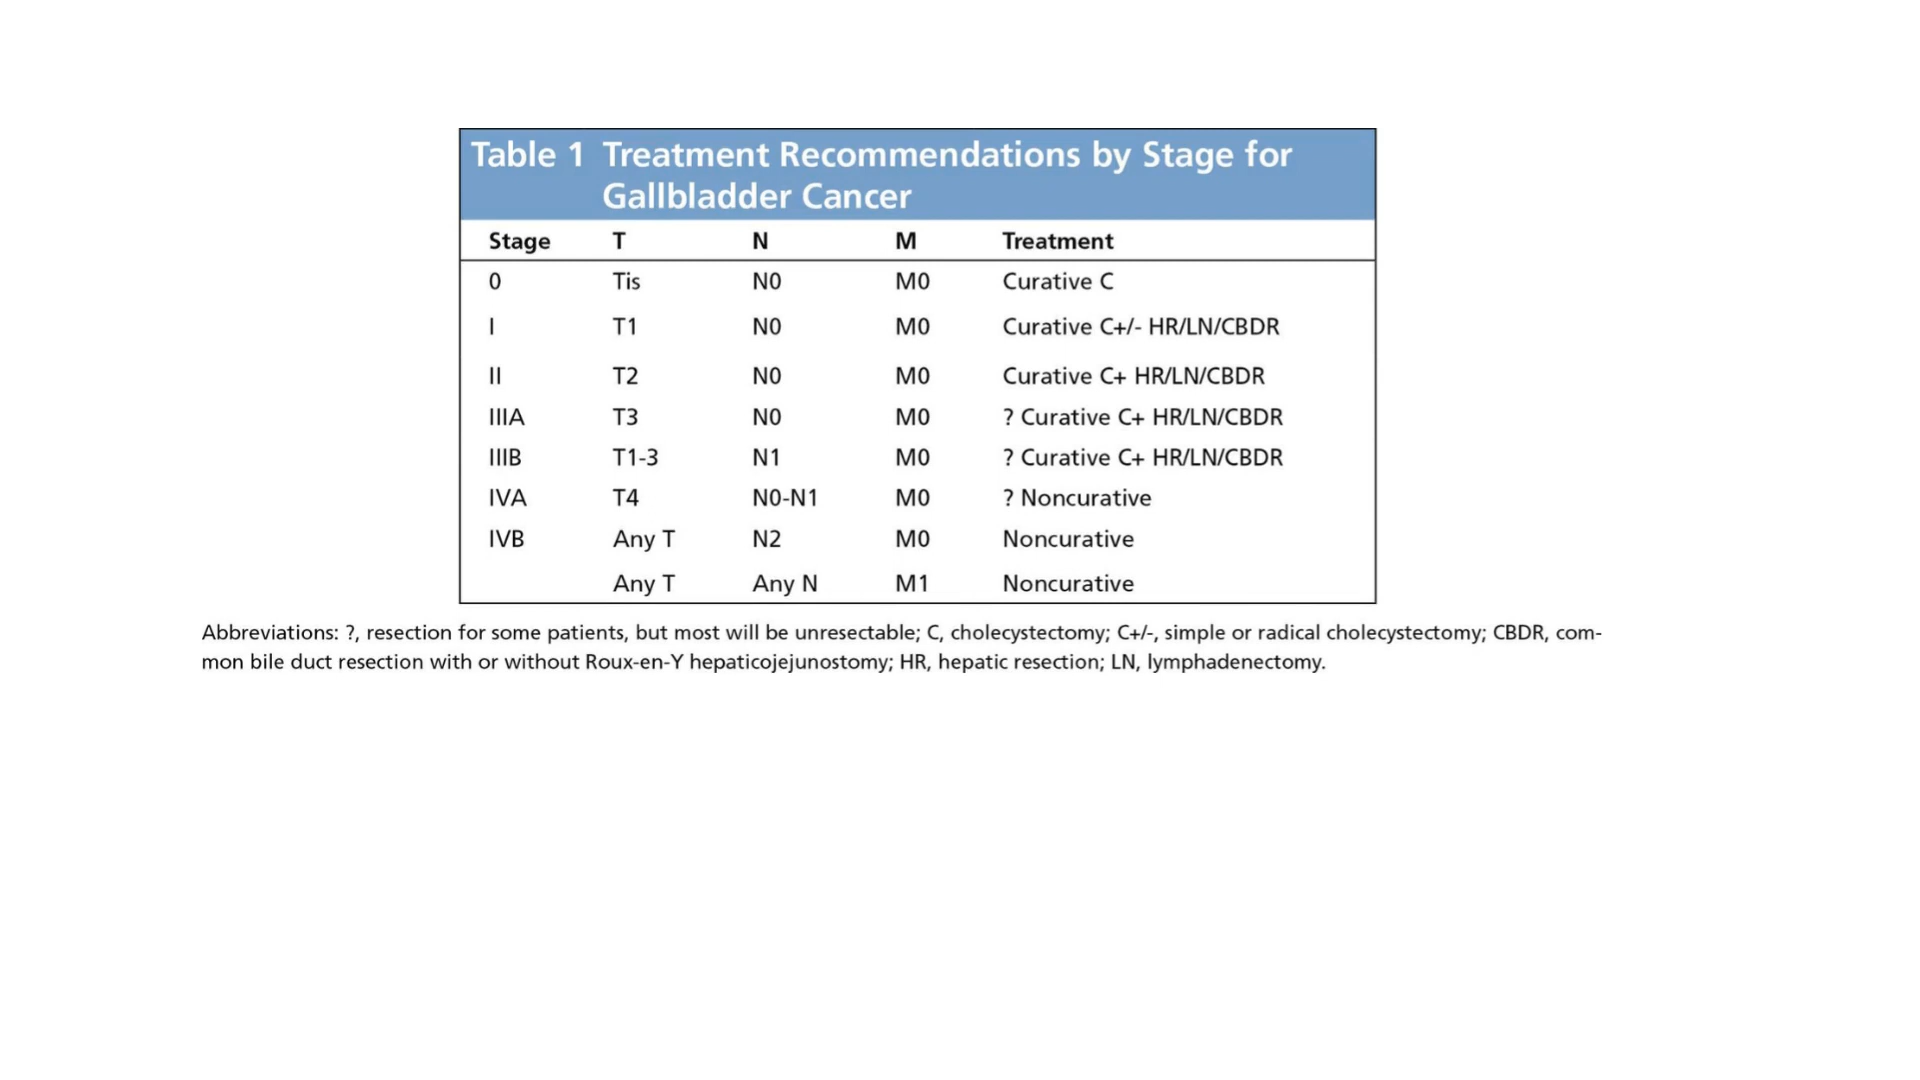 Table 1 Treatment Recommendations by Stage for
Gallbladder Cancer
Stage T N M Treatment
0 Tis N0 M0 Curative C
I T1 N0 M0 Curative C+/- HR/LN/CBDR
II T2 N0 M0 Curative C+ HR/LN/CBDR
IIIA T3 N0 M0 ? Curative C+ HR/LN/CBDR
IIIB T1-3 N1 M0 ? Curative C+ HR/LN/CBDR
IVA T4 N0-N1 M0 ? Noncurative
IVB Any T N2 M0 Noncurative
Any T Any N M1 Noncurative
Abbreviations: ?, resection for some patients, but most will be unresectable; C, cholecystectomy; C+/-, simple or radical cholecystectomy; CBDR, com-
mon bile duct resection with or without Roux-en-Y hepaticojejunostomy; HR, hepatic resection; LN, lymphadenectomy.